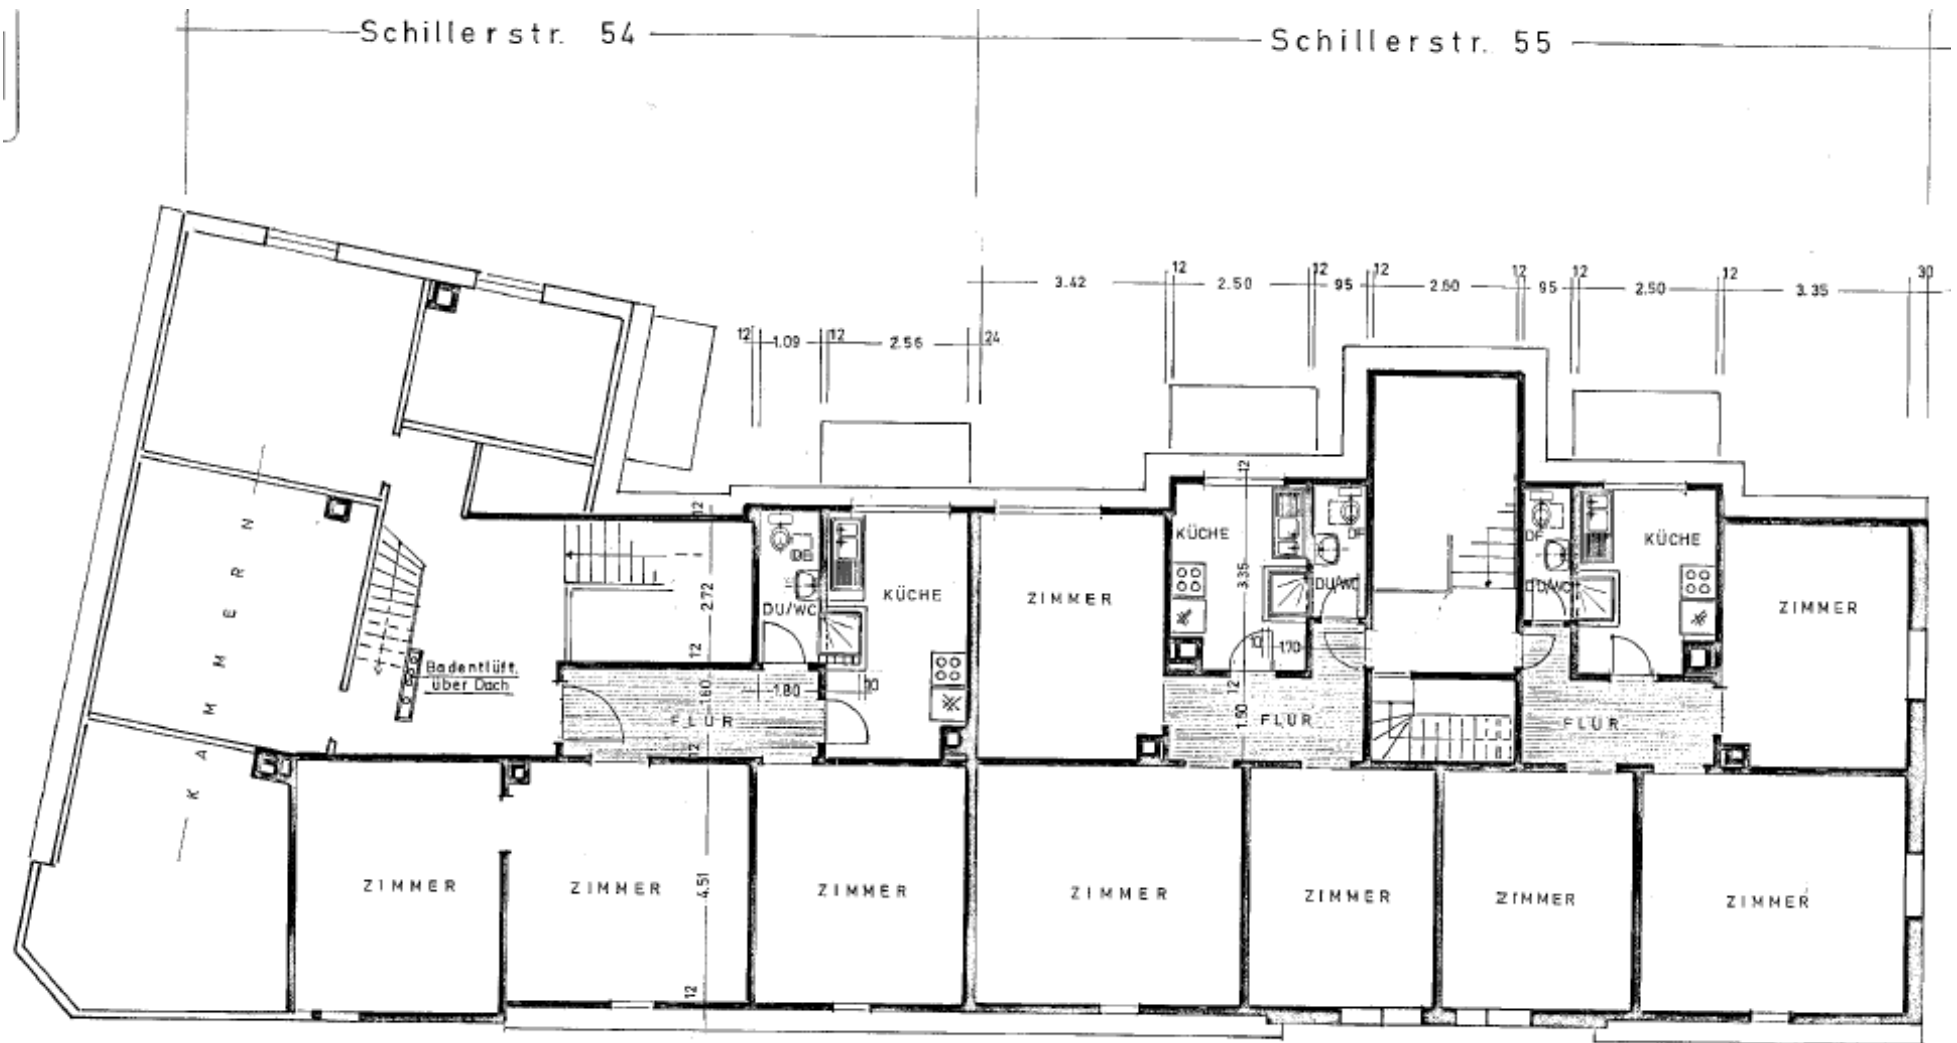 Schillerstr. 54
Schillerstr. 55
12 12 12 12 12 12 30
3.42 2.50 95 2.60 95 2.50 3.35
12 1.09 12 2.56 24
12
12
KÜCHE
DF
DF
KÜCHE
KÜCHE
ZIMMER
3.35
DU/WC
DU/WC
ZIMMER
2.72
DU/WC
12
10
1.70
Badentlüft.
über Dach
1.80
10
1.60
FLUR
12
1.60
FLUR
FLUR
12
KAMMERN
ZIMMER
ZIMMER
4.51
ZIMMER
ZIMMER
ZIMMER
ZIMMER
ZIMMER
12